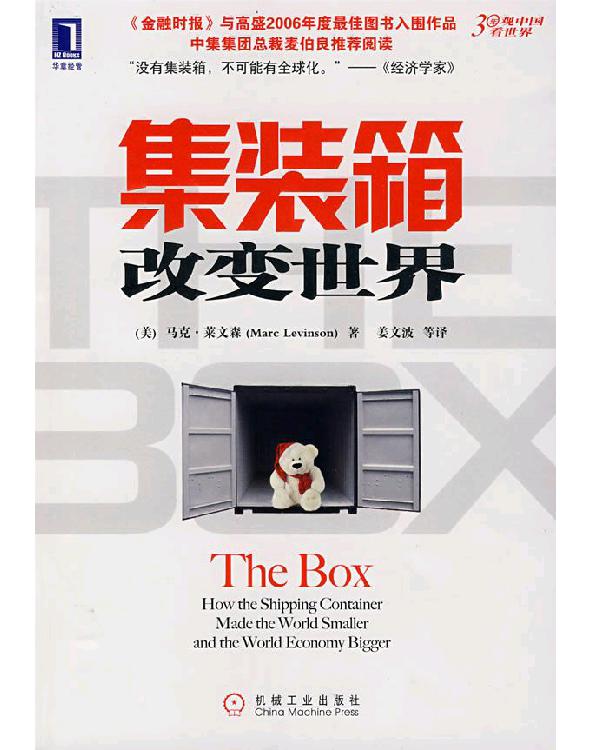 《金融时报》与高盛2006年度最佳图书入围作品
中集集团总裁麦伯良推荐阅读
“没有集装箱，不可能有全球化。”——《经济学家》
HZ Books
华章经管
30年观中国
看世界
THE
BOX
集装箱
改变世界
(美) 马克·莱文森 (Marc Levinson) 著 姜文波 等译
The Box
How the Shipping Container
Made the World Smaller
and the World Economy Bigger
机械工业出版社
China Machine Press